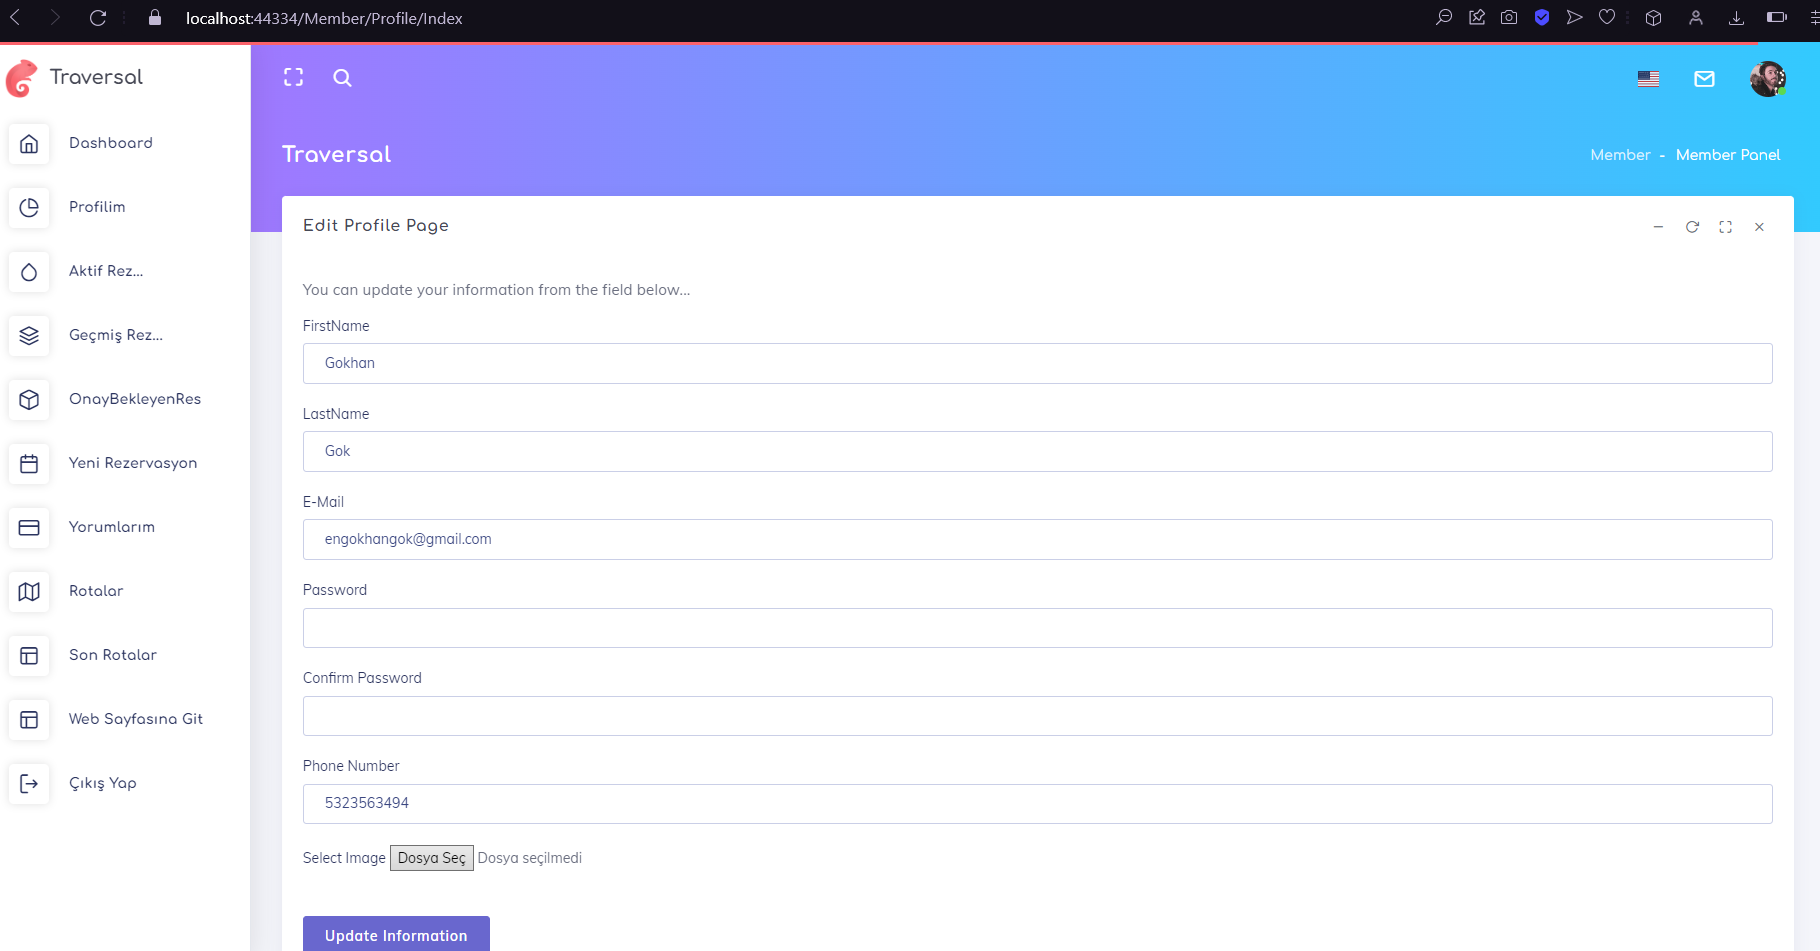 localhost:44334/Member/Profile/Index
Traversal
Dashboard
Profilim
Aktif Rez...
Geçmiş Rez...
OnayBekleyenRes
Yeni Rezervasyon
Yorumlarım
Rotalar
Son Rotalar
Web Sayfasına Git
Çıkış Yap
Traversal
Member - Member Panel
Edit Profile Page
You can update your information from the field below...
FirstName
Gokhan
LastName
Gok
E-Mail
engokhangok@gmail.com
Password
Confirm Password
Phone Number
5323563494
Select Image Dosya Seç Dosya seçilmedi
Update Information